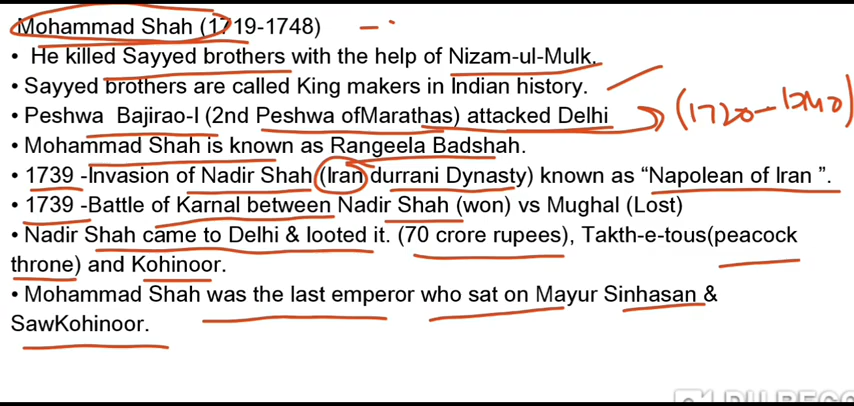 Mohammad Shah (1719-1748)
• He killed Sayyed brothers with the help of Nizam-ul-Mulk.
• Sayyed brothers are called King makers in Indian history.
• Peshwa Bajirao-I (2nd Peshwa ofMarathas) attacked Delhi (1720-1740)
• Mohammad Shah is known as Rangeela Badshah.
• 1739 -Invasion of Nadir Shah (Iran durrani Dynasty) known as “Napolean of Iran ”.
• 1739 -Battle of Karnal between Nadir Shah (won) vs Mughal (Lost)
• Nadir Shah came to Delhi & looted it. (70 crore rupees), Takth-e-tous(peacock
throne) and Kohinoor.
• Mohammad Shah was the last emperor who sat on Mayur Sinhasan &
SawKohinoor.